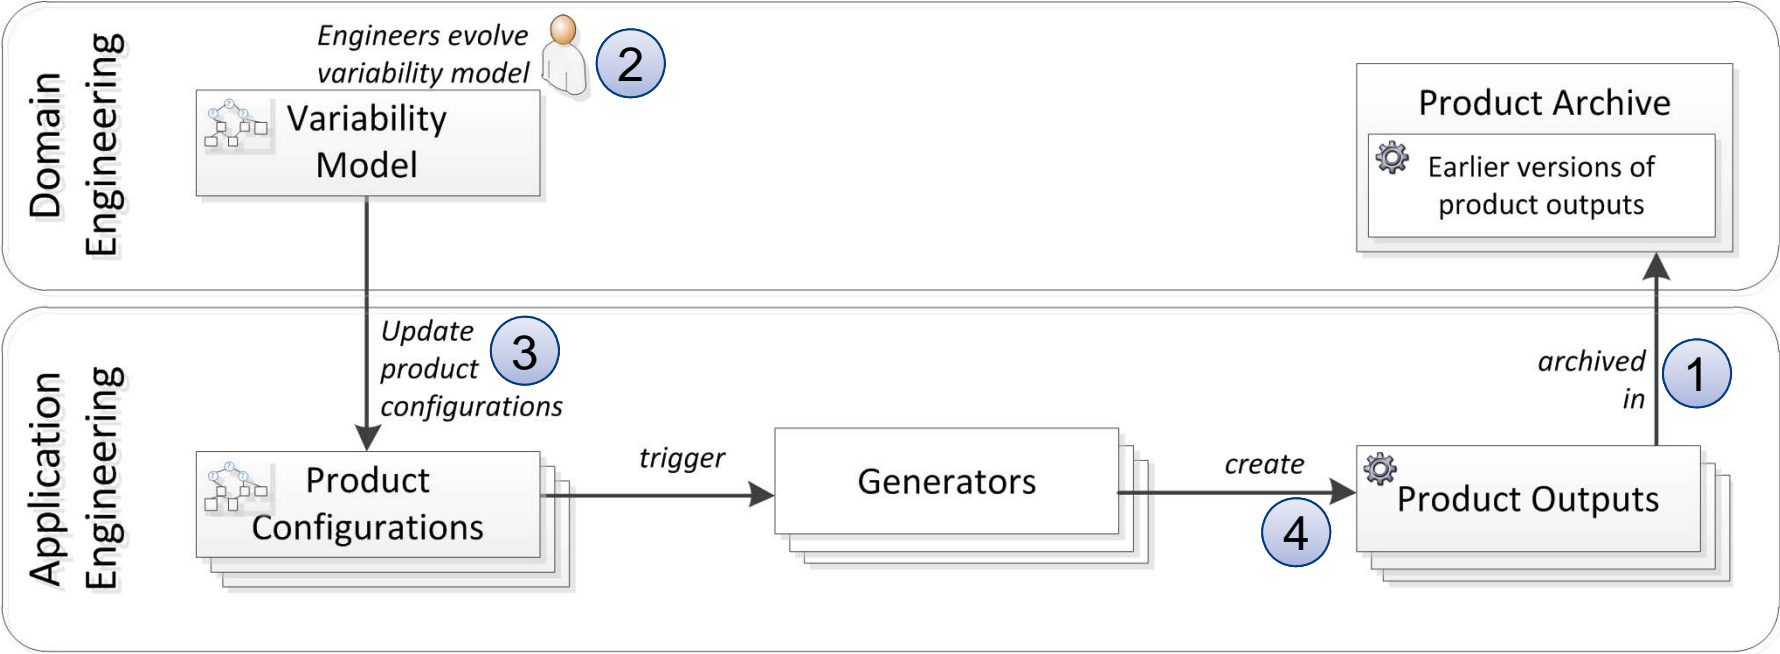 Domain
Engineering
Engineers evolve
variability model
2
Variability
Model
Product Archive
Earlier versions of
product outputs
Application
Engineering
Update
product
configurations
3
archived
in
1
Product
Configurations
trigger
Generators
create
4
Product Outputs